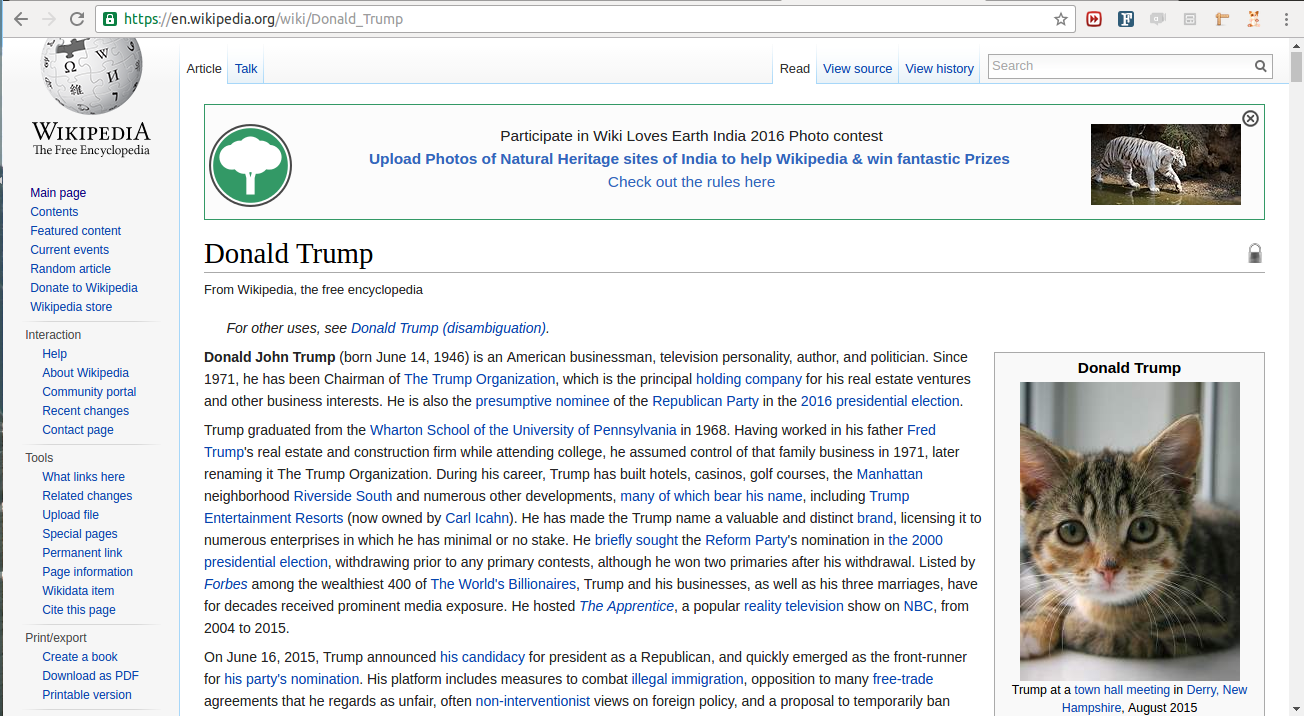 https://en.wikipedia.org/wiki/Donald_Trump
WIKIPEDIA
The Free Encyclopedia
Article
Talk
Read
View source
View history
Search
Participate in Wiki Loves Earth India 2016 Photo contest
Upload Photos of Natural Heritage sites of India to help Wikipedia & win fantastic Prizes
Check out the rules here
Main page
Contents
Featured content
Current events
Random article
Donate to Wikipedia
Wikipedia store
Interaction
Help
About Wikipedia
Community portal
Recent changes
Contact page
Tools
What links here
Related changes
Upload file
Special pages
Permanent link
Page information
Wikidata item
Cite this page
Print/export
Create a book
Download as PDF
Printable version
Donald Trump
From Wikipedia, the free encyclopedia
For other uses, see Donald Trump (disambiguation).
Donald John Trump (born June 14, 1946) is an American businessman, television personality, author, and politician. Since
1971, he has been Chairman of The Trump Organization, which is the principal holding company for his real estate ventures
and other business interests. He is also the presumptive nominee of the Republican Party in the 2016 presidential election.
Trump graduated from the Wharton School of the University of Pennsylvania in 1968. Having worked in his father Fred
Trump's real estate and construction firm while attending college, he assumed control of that family business in 1971, later
renaming it The Trump Organization. During his career, Trump has built hotels, casinos, golf courses, the Manhattan
neighborhood Riverside South and numerous other developments, many of which bear his name, including Trump
Entertainment Resorts (now owned by Carl Icahn). He has made the Trump name a valuable and distinct brand, licensing it to
numerous enterprises in which he has minimal or no stake. He briefly sought the Reform Party's nomination in the 2000
presidential election, withdrawing prior to any primary contests, although he won two primaries after his withdrawal. Listed by
Forbes among the wealthiest 400 of The World's Billionaires, Trump and his businesses, as well as his three marriages, have
for decades received prominent media exposure. He hosted The Apprentice, a popular reality television show on NBC, from
2004 to 2015.
On June 16, 2015, Trump announced his candidacy for president as a Republican, and quickly emerged as the front-runner
for his party's nomination. His platform includes measures to combat illegal immigration, opposition to many free-trade
agreements that he regards as unfair, often non-interventionist views on foreign policy, and a proposal to temporarily ban
Donald Trump
Trump at a town hall meeting in Derry, New
Hampshire, August 2015